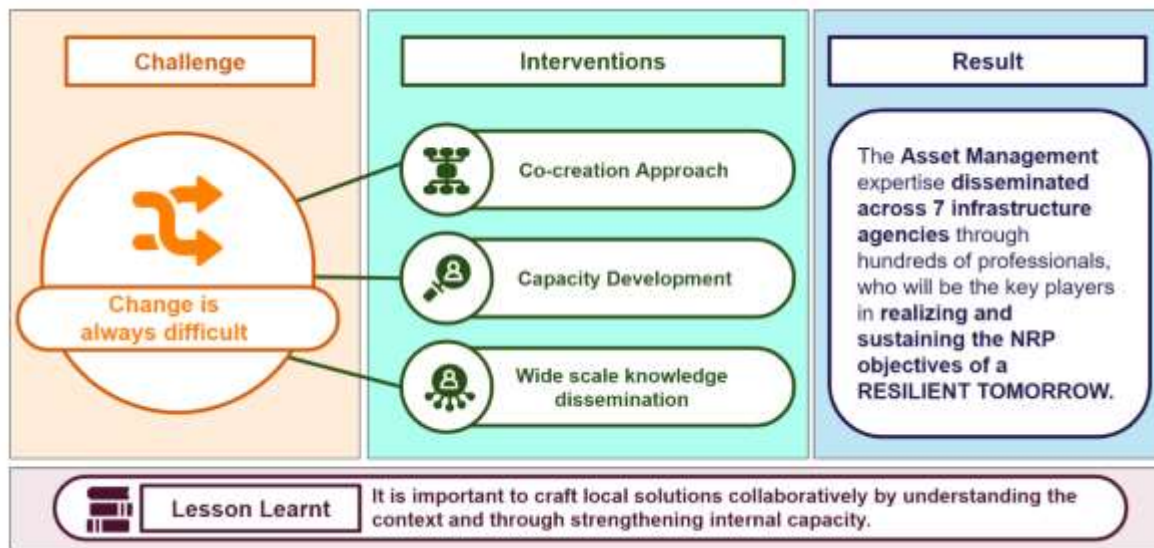 Challenge
Change is
always difficult
Interventions
Co-creation Approach
Capacity Development
Wide scale knowledge
dissemination
Result
The Asset Management
expertise disseminated
across 7 infrastructure
agencies through
hundreds of professionals,
who will be the key players
in realizing and
sustaining the NRP
objectives of a
RESILIENT TOMORROW.
Lesson Learnt
It is important to craft local solutions collaboratively by understanding the
context and through strengthening internal capacity.